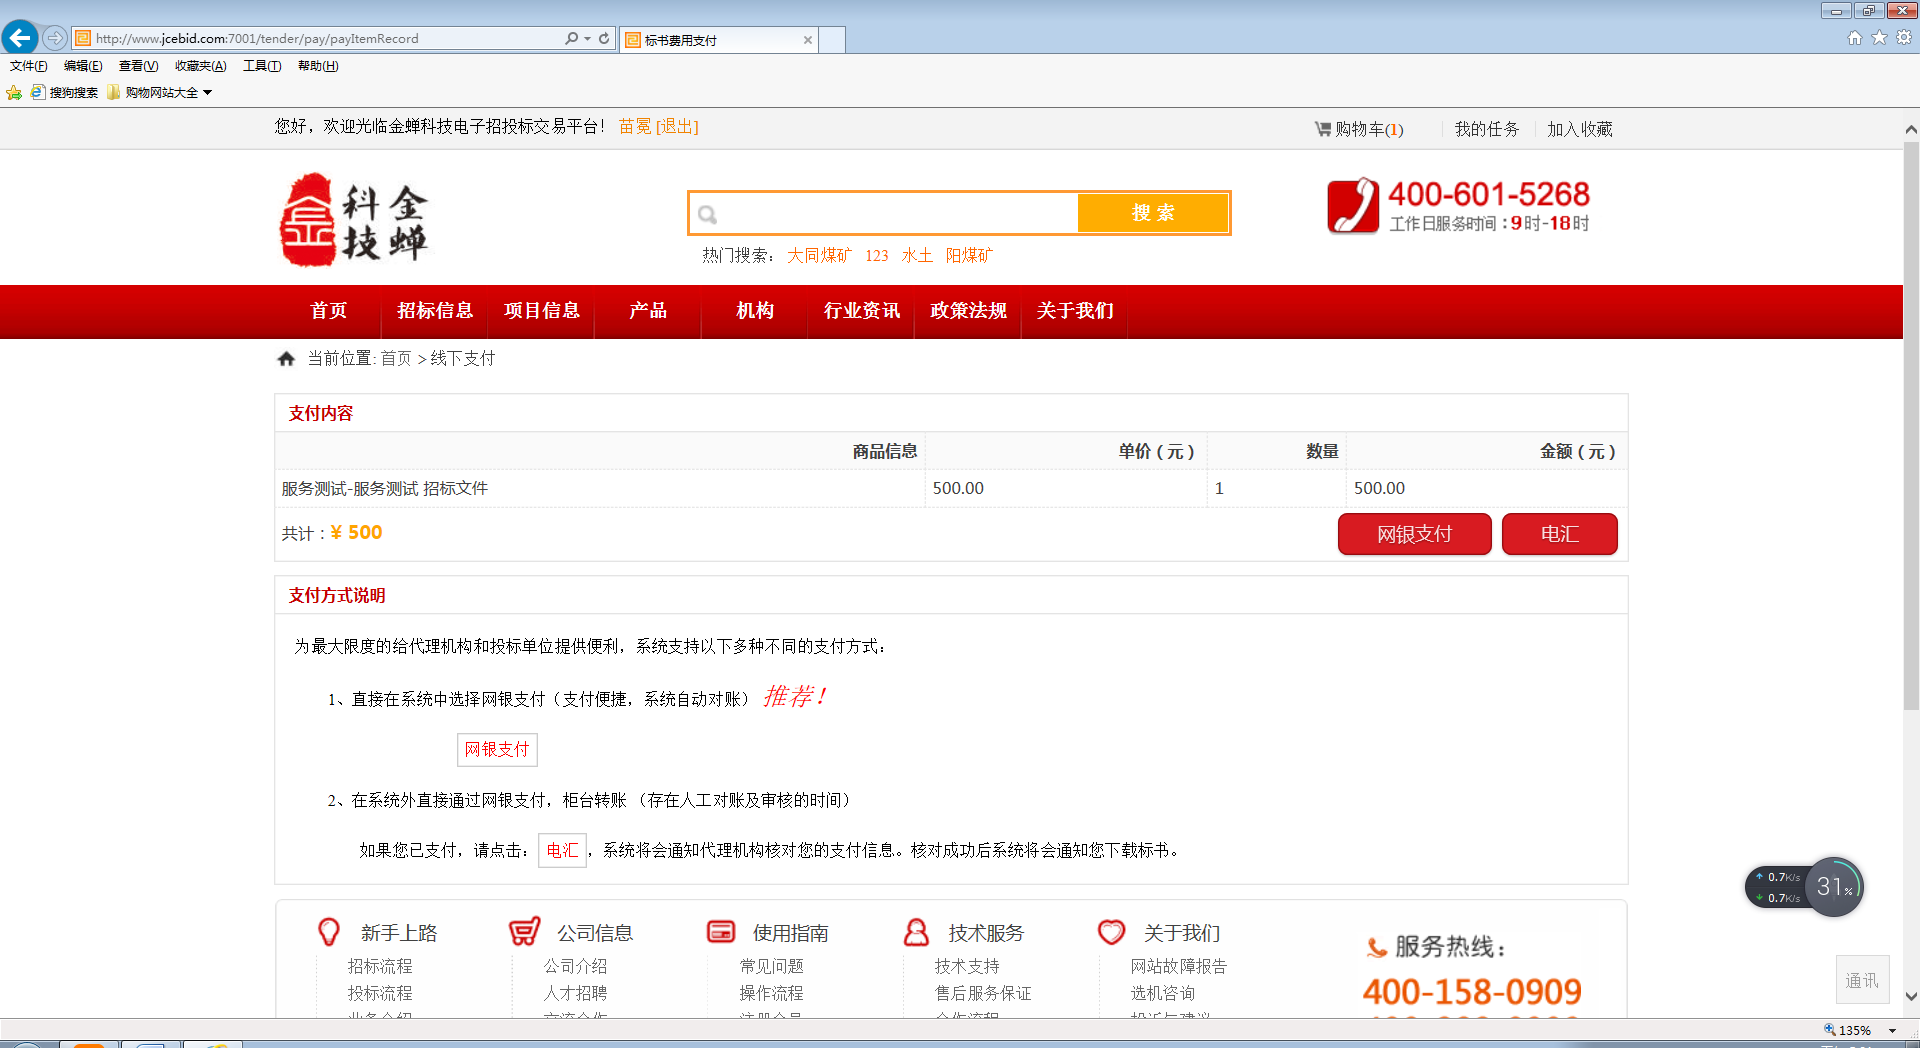 http://www.jcebid.com:7001/tender/pay/payItemRecord
标书费用支付
文件(F) 编辑(E) 查看(V) 收藏夹(A) 工具(T) 帮助(H)
搜狗搜索 购物网站大全
您好，欢迎光临金蝉科技电子招投标交易平台！ 苗冕 [退出]
购物车(1) 我的任务 加入收藏
科技 金蝉
搜 索
400-601-5268
工作日服务时间：9时-18时
热门搜索： 大同煤矿 123 水土 阳煤矿
首页 招标信息 项目信息 产品 机构 行业资讯 政策法规 关于我们
当前位置: 首页 > 线下支付
支付内容
商品信息 单价（元） 数量 金额（元）
服务测试-服务测试 招标文件 500.00 1 500.00
共计：¥ 500
网银支付 电汇
支付方式说明
为最大限度的给代理机构和投标单位提供便利，系统支持以下多种不同的支付方式：
1、直接在系统中选择网银支付（支付便捷，系统自动对账） 推荐！
网银支付
2、在系统外直接通过网银支付，柜台转账 （存在人工对账及审核的时间）
如果您已支付，请点击： 电汇 ，系统将会通知代理机构核对您的支付信息。核对成功后系统将会通知您下载标书。
0.7K/s
0.7K/s
31%
新手上路 公司信息 使用指南 技术服务 关于我们
服务热线：
招标流程 公司介绍 常见问题 技术支持 网站故障报告
投标流程 人才招聘 操作流程 售后服务保证 选机咨询
400-158-0909
通讯
135%